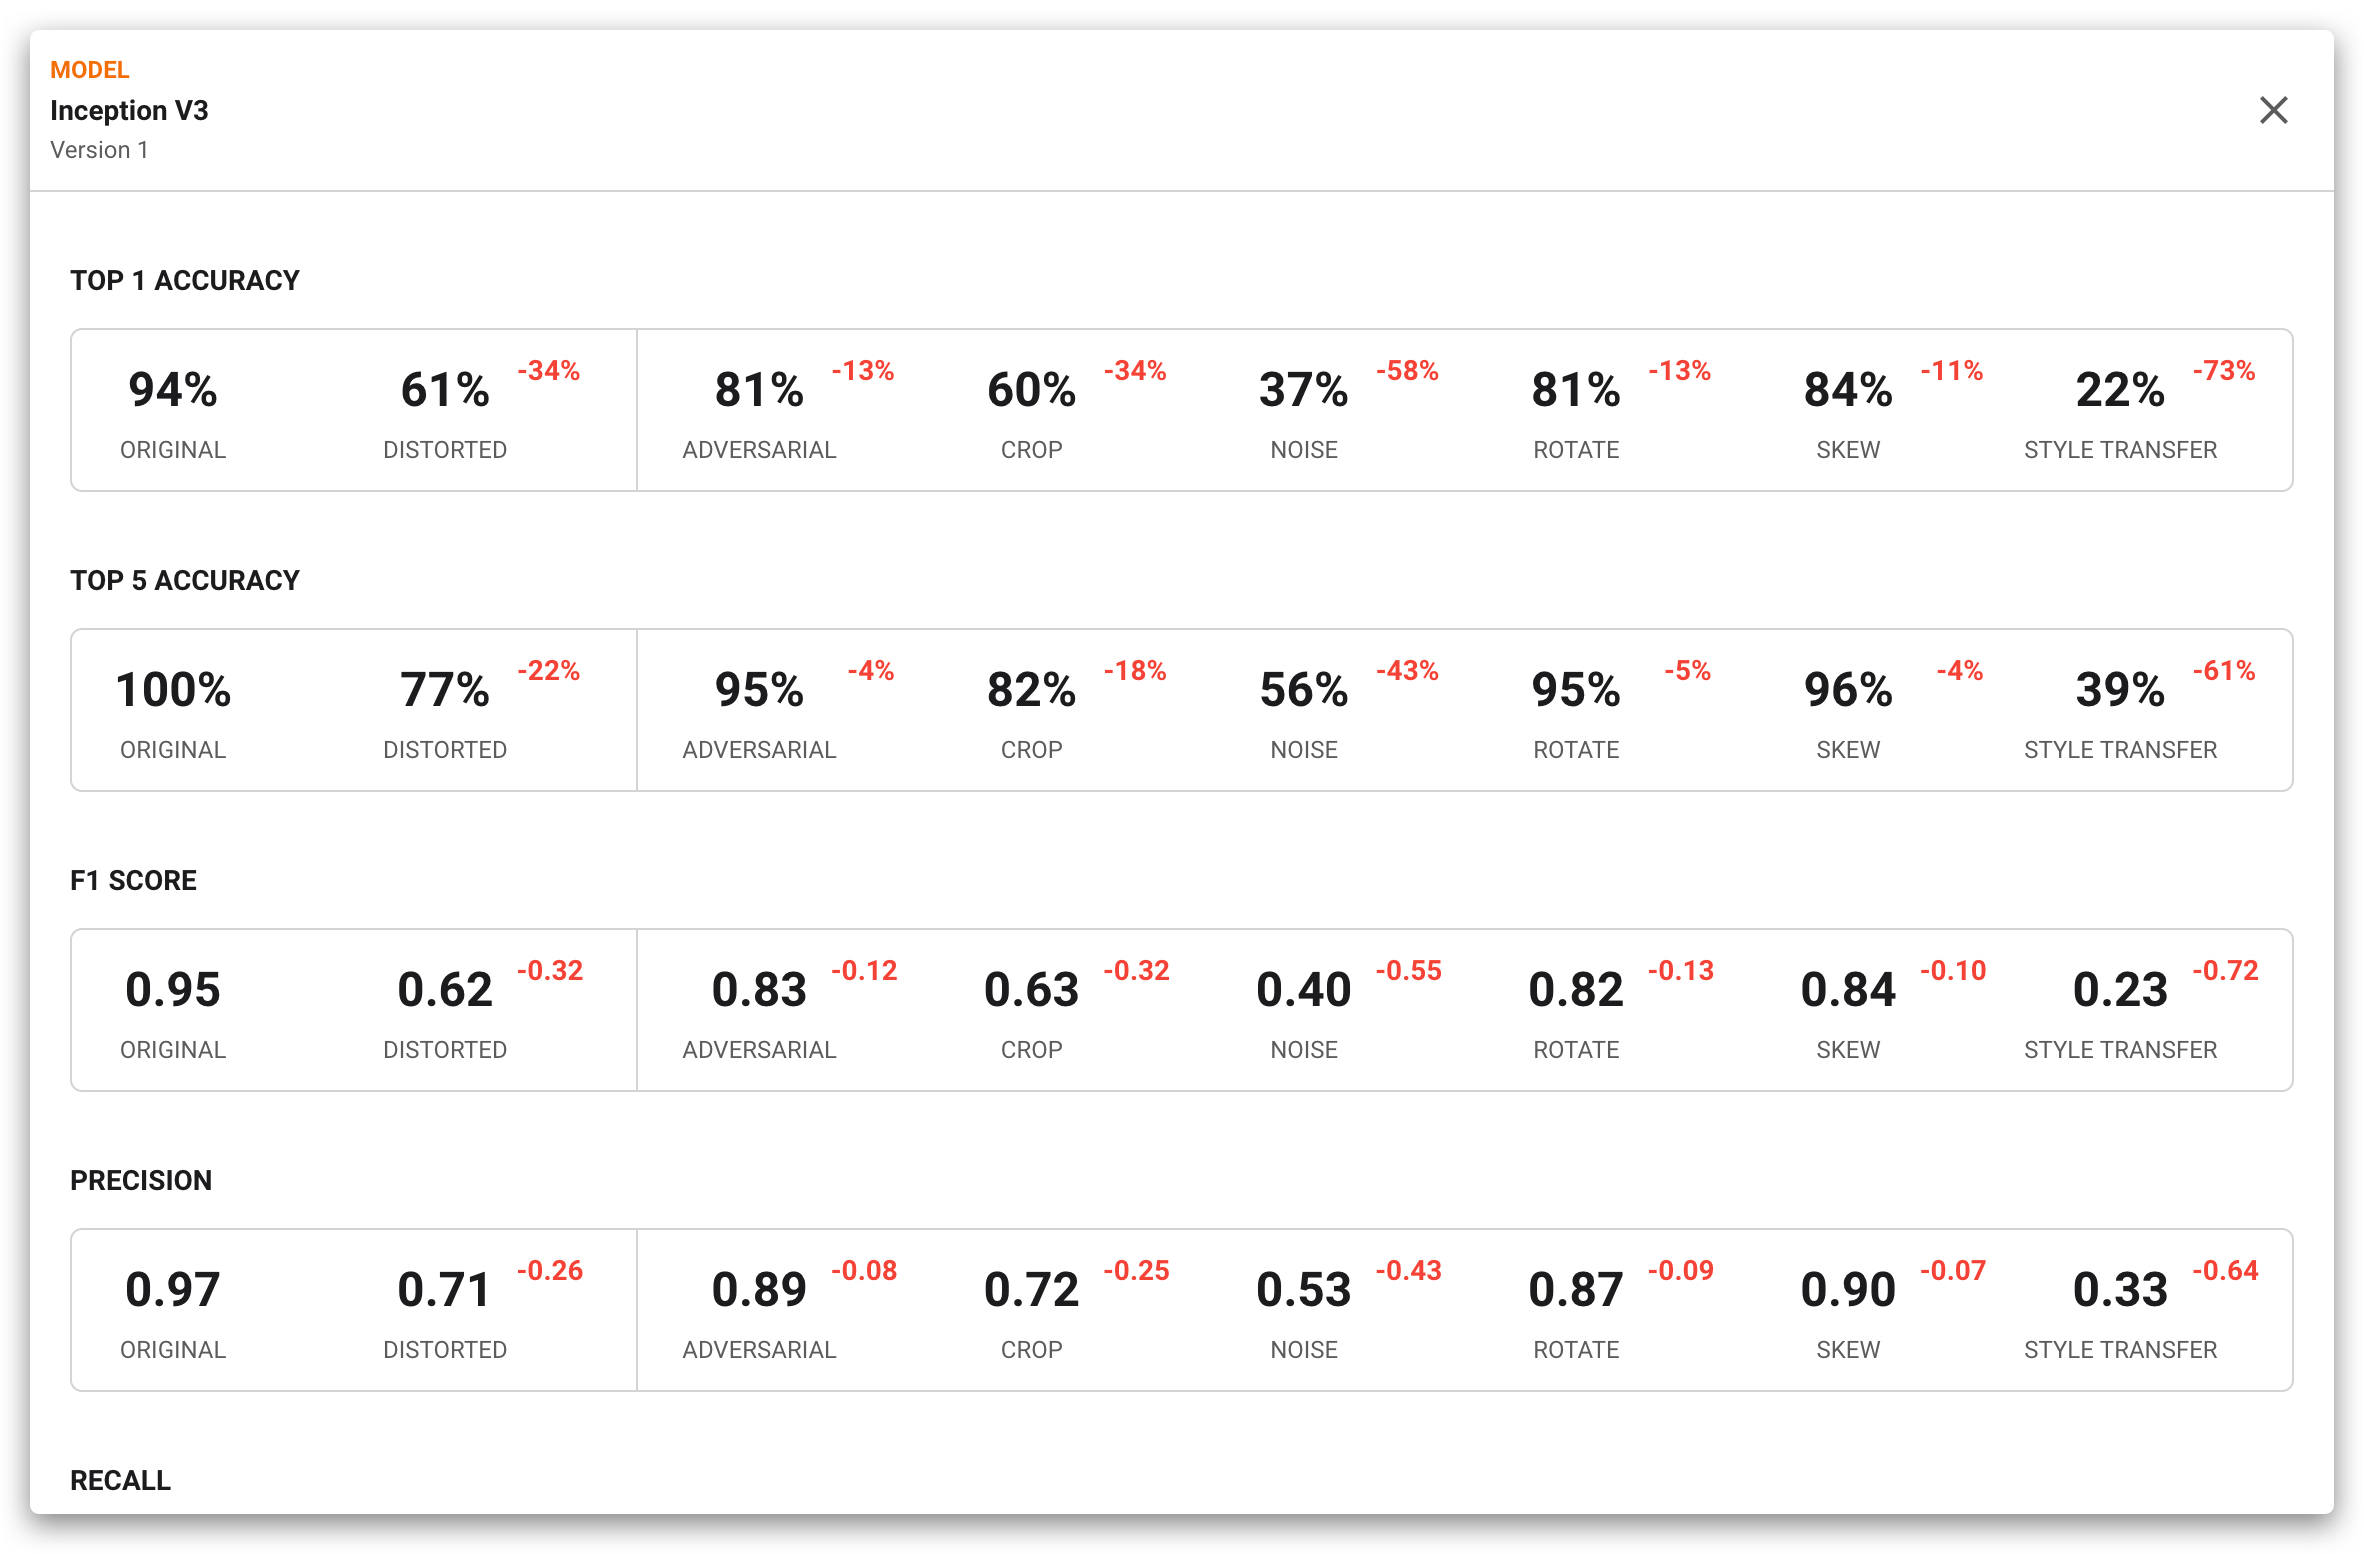 MODEL
Inception V3
Version 1
TOP 1 ACCURACY
94% 61% -34% 81% -13% 60% -34% 37% -58% 81% -13% 84% -11% 22% -73%
ORIGINAL DISTORTED ADVERSARIAL CROP NOISE ROTATE SKEW STYLE TRANSFER
TOP 5 ACCURACY
100% 77% -22% 95% -4% 82% -18% 56% -43% 95% -5% 96% -4% 39% -61%
ORIGINAL DISTORTED ADVERSARIAL CROP NOISE ROTATE SKEW STYLE TRANSFER
F1 SCORE
0.95 0.62 -0.32 0.83 -0.12 0.63 -0.32 0.40 -0.55 0.82 -0.13 0.84 -0.10 0.23 -0.72
ORIGINAL DISTORTED ADVERSARIAL CROP NOISE ROTATE SKEW STYLE TRANSFER
PRECISION
0.97 0.71 -0.26 0.89 -0.08 0.72 -0.25 0.53 -0.43 0.87 -0.09 0.90 -0.07 0.33 -0.64
ORIGINAL DISTORTED ADVERSARIAL CROP NOISE ROTATE SKEW STYLE TRANSFER
RECALL